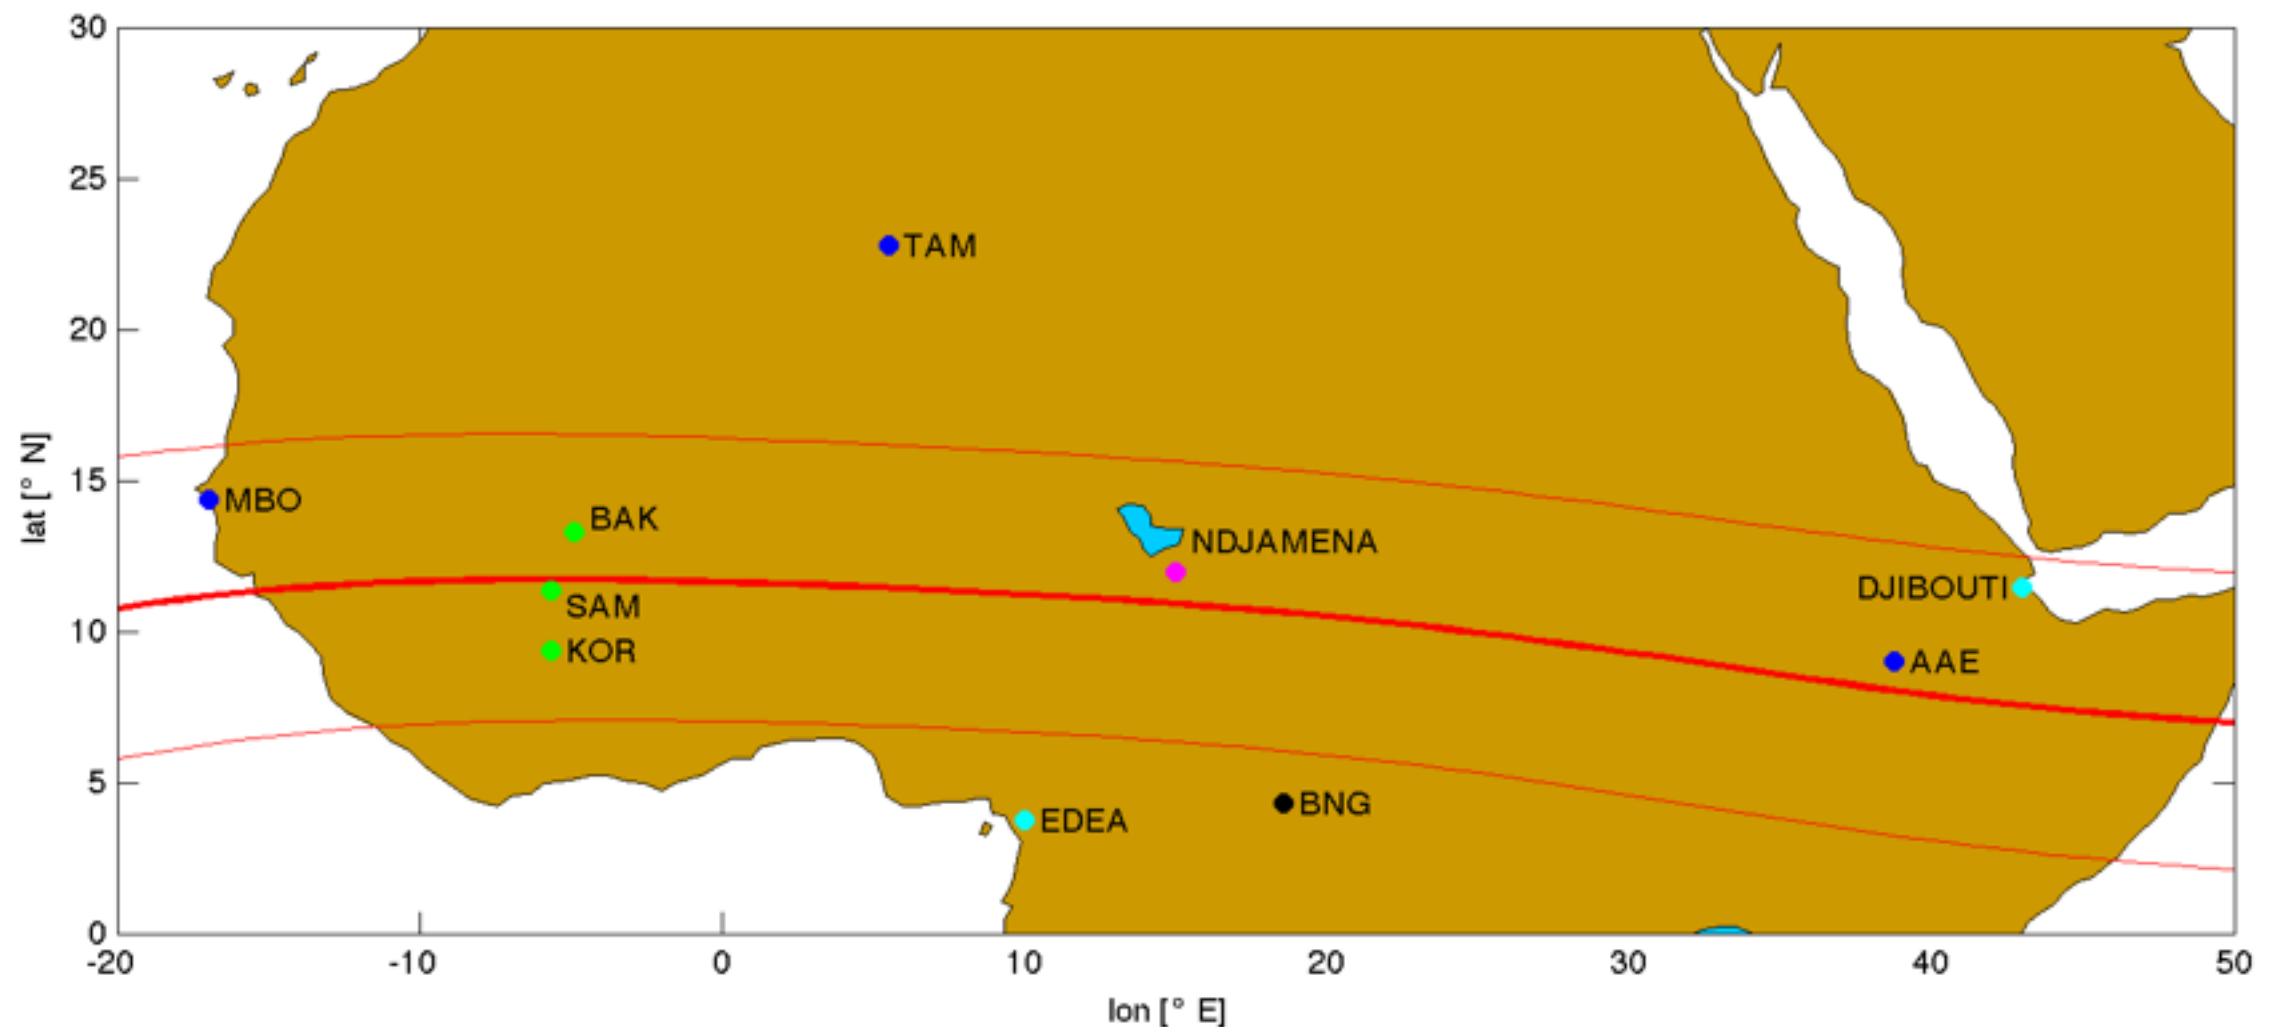 30
25
TAM
20
15
MBO
BAK
NDJAMENA
DJIBOUTI
SAM
10
KOR
AAE
5
BNG
EDEA
0
-20 -10 0 10 20 30 40 50
lat [° N]
lon [° E]